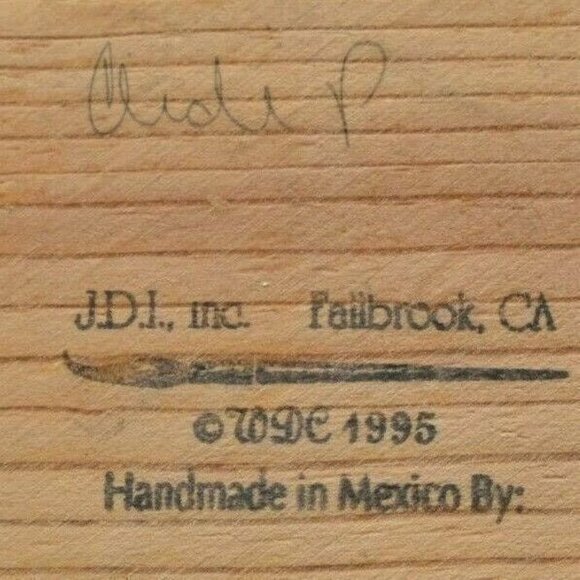 J.D.I., Inc. Fallbrook, CA
© WDC 1995
Handmade in Mexico By: